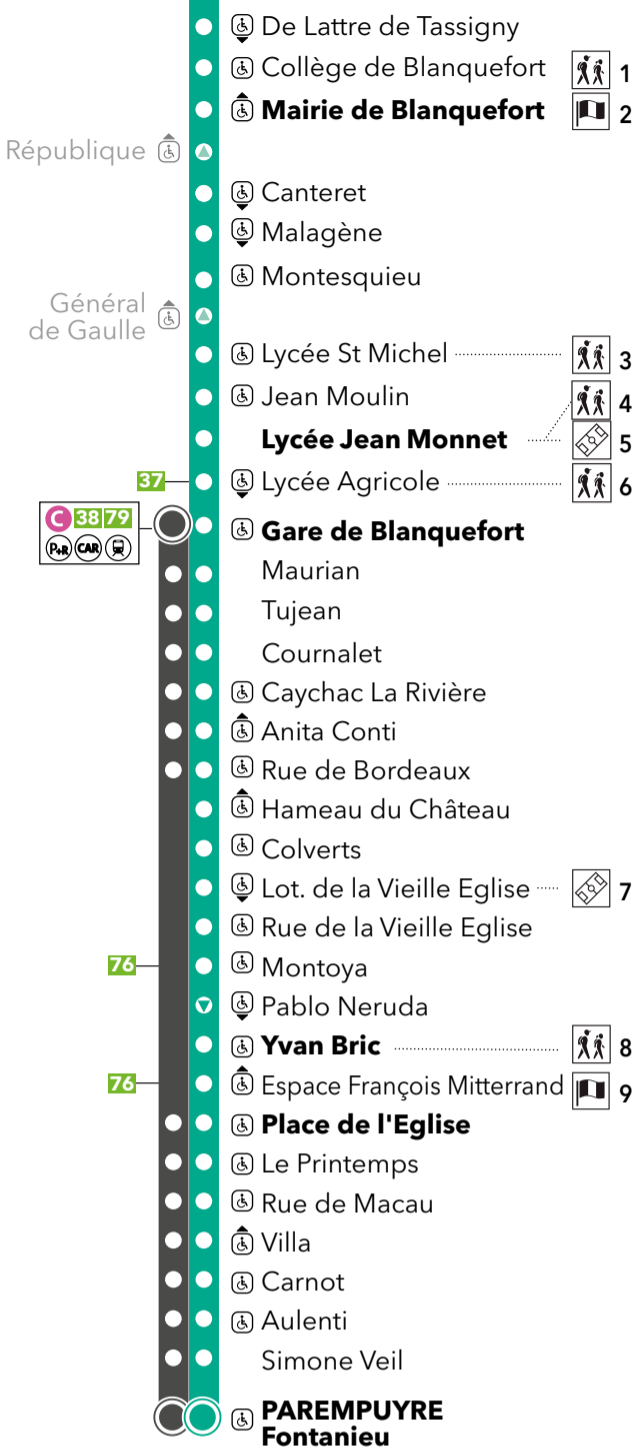 De Lattre de Tassigny
Collège de Blanquefort 1
Mairie de Blanquefort 2
République
Canteret
Malagène
Montesquieu
Général
de Gaulle
Lycée St Michel 3
Jean Moulin 4
Lycée Jean Monnet 5
37 Lycée Agricole 6
C 38 79
P+R CAR
Gare de Blanquefort
Maurian
Tujean
Cournalet
Caychac La Rivière
Anita Conti
Rue de Bordeaux
Hameau du Château
Colverts
Lot. de la Vieille Eglise 7
Rue de la Vieille Eglise
76 Montoya
Pablo Neruda
Yvan Bric 8
76 Espace François Mitterrand 9
Place de l'Eglise
Le Printemps
Rue de Macau
Villa
Carnot
Aulenti
Simone Veil
PAREMPUYRE
Fontanieu